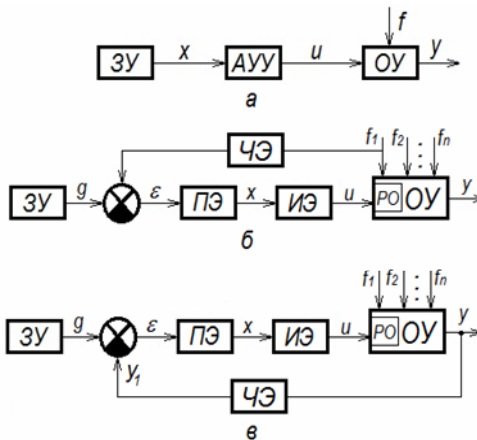 f
ЗУ x АУУ u ОУ y
а
ЧЭ f1 f2 ⋮ fn
ЗУ g ε ПЭ x ИЭ u РО ОУ y
б
f1 f2 ⋮ fn
ЗУ g ε ПЭ x ИЭ u РО ОУ y
y1
ЧЭ
в